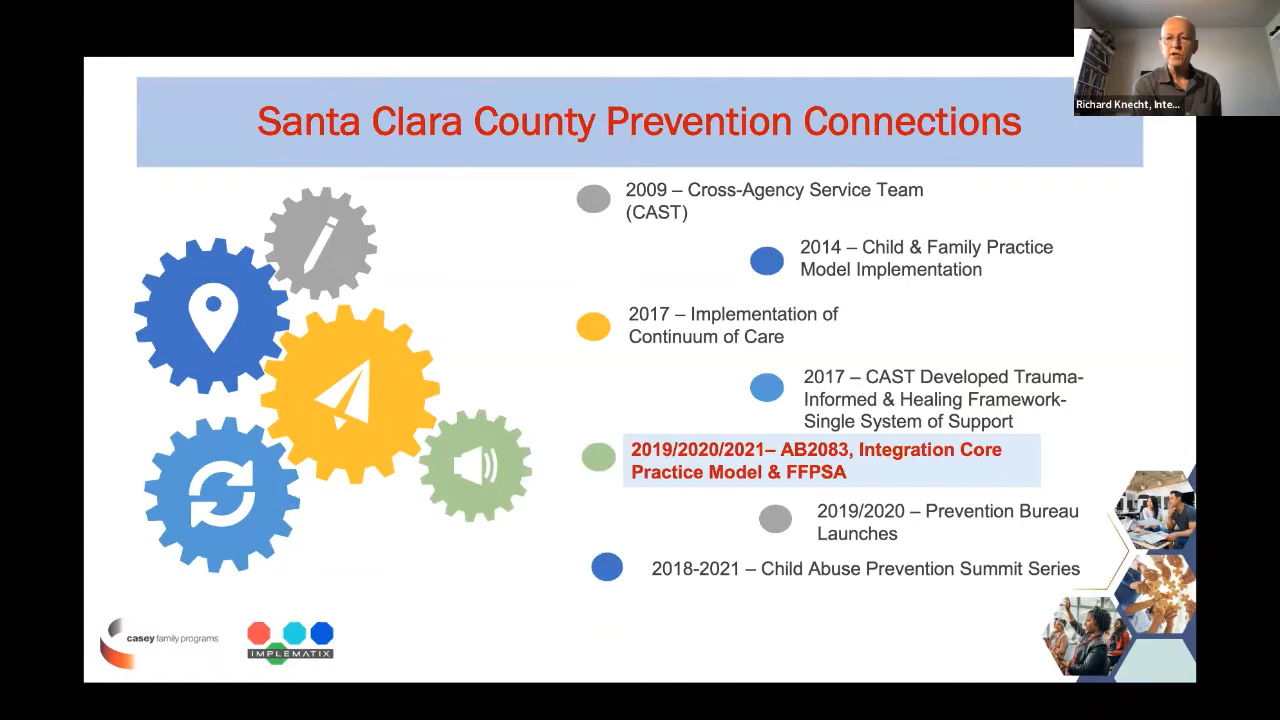 Richard Knecht, Inte...
Santa Clara County Prevention Connections
2009 – Cross-Agency Service Team
(CAST)
2014 – Child & Family Practice
Model Implementation
2017 – Implementation of
Continuum of Care
2017 – CAST Developed Trauma-
Informed & Healing Framework-
Single System of Support
2019/2020/2021– AB2083, Integration Core
Practice Model & FFPSA
2019/2020 – Prevention Bureau
Launches
2018-2021 – Child Abuse Prevention Summit Series
casey family programs
IMPLEMATIX